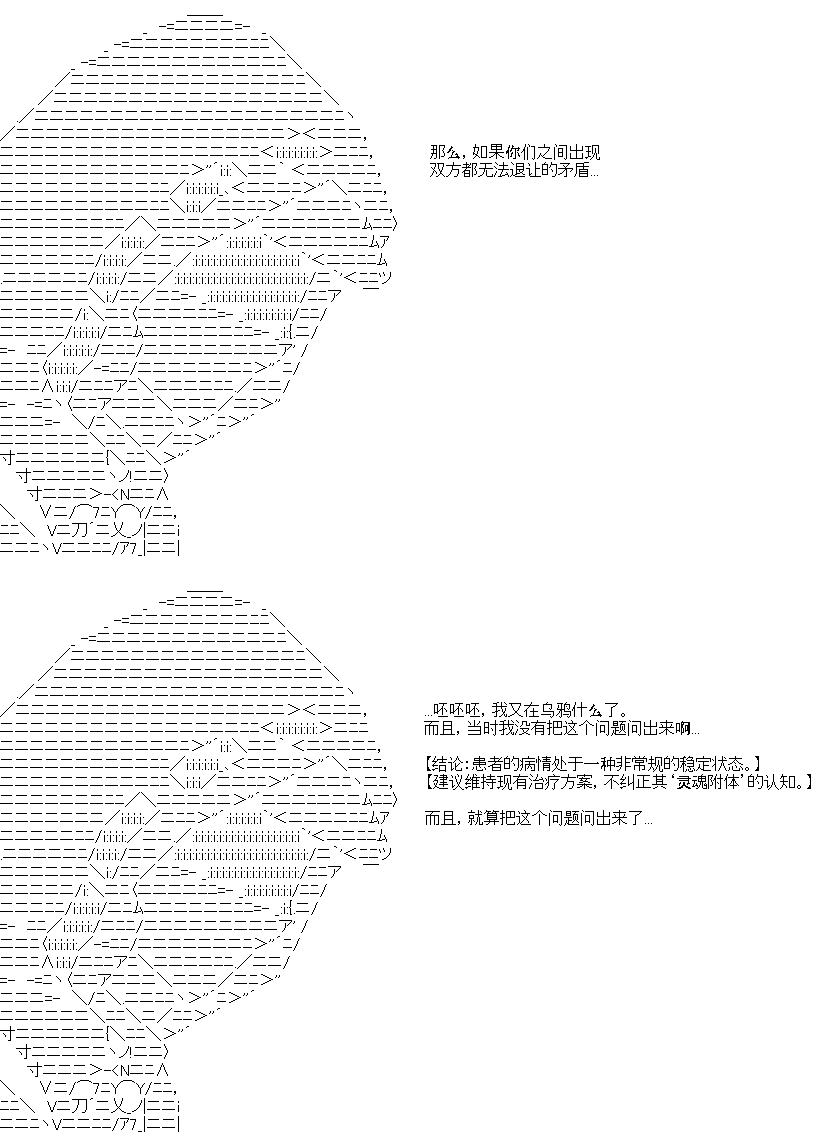 那么，如果你们之间出现
双方都无法退让的矛盾…
…呸呸呸，我又在乌鸦什么了。
而且，当时我没有把这个问题问出来啊…
【结论：患者的病情处于一种非常规的稳定状态。】
【建议维持现有治疗方案，不纠正其‘灵魂附体’的认知。】
而且，就算把这个问题问出来了…